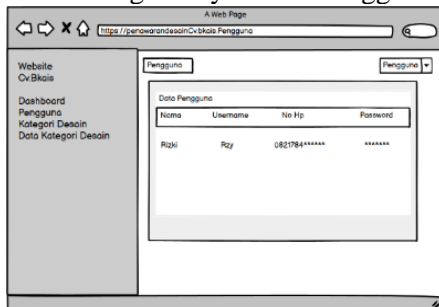 A Web Page
https://penawarandesainCv.bkais Pengguna
Website
Cv.Bkais
Dashboard
Pengguna
Kategori Desain
Data Kategori Desain
Pengguna
Pengguna
Data Pengguna
Nama Username No Hp Password
Rizki Rzy 0821784****** *******